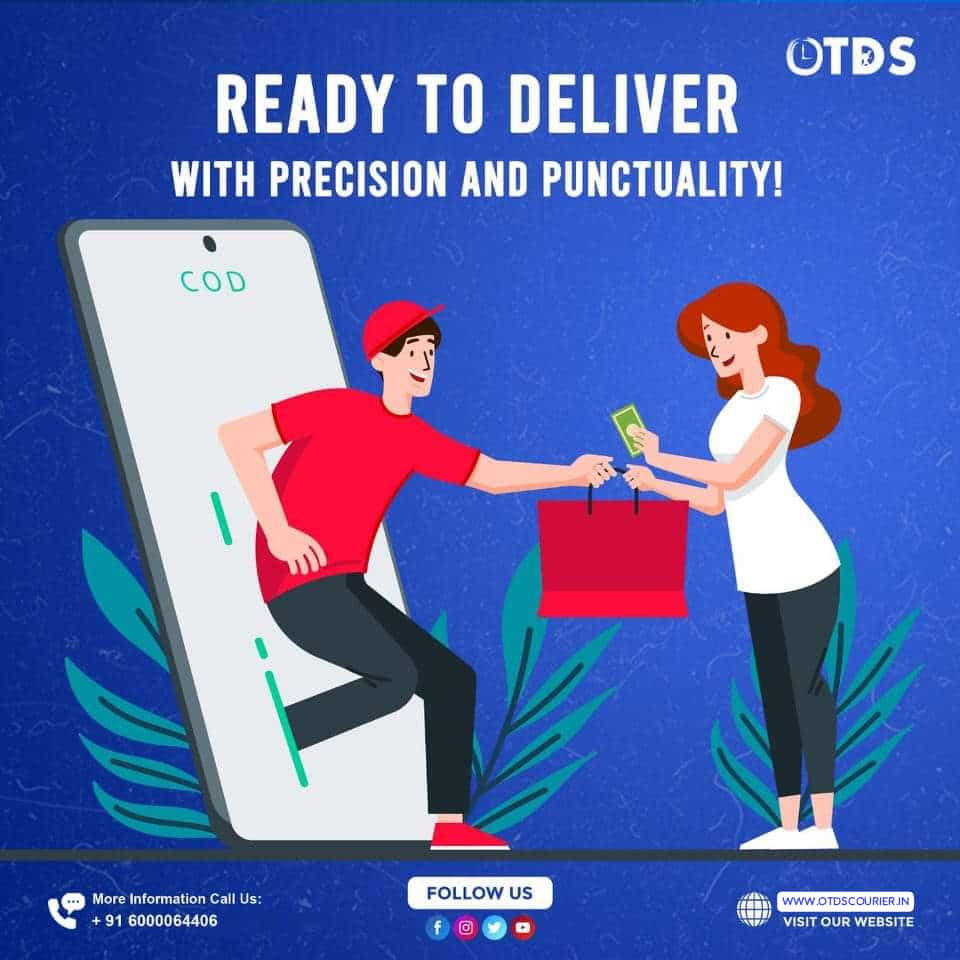 OTDS
READY TO DELIVER
WITH PRECISION AND PUNCTUALITY!
COD
More Information Call Us:
+ 91 6000064406
FOLLOW US
WWW.OTDSCOURIER.IN
VISIT OUR WEBSITE